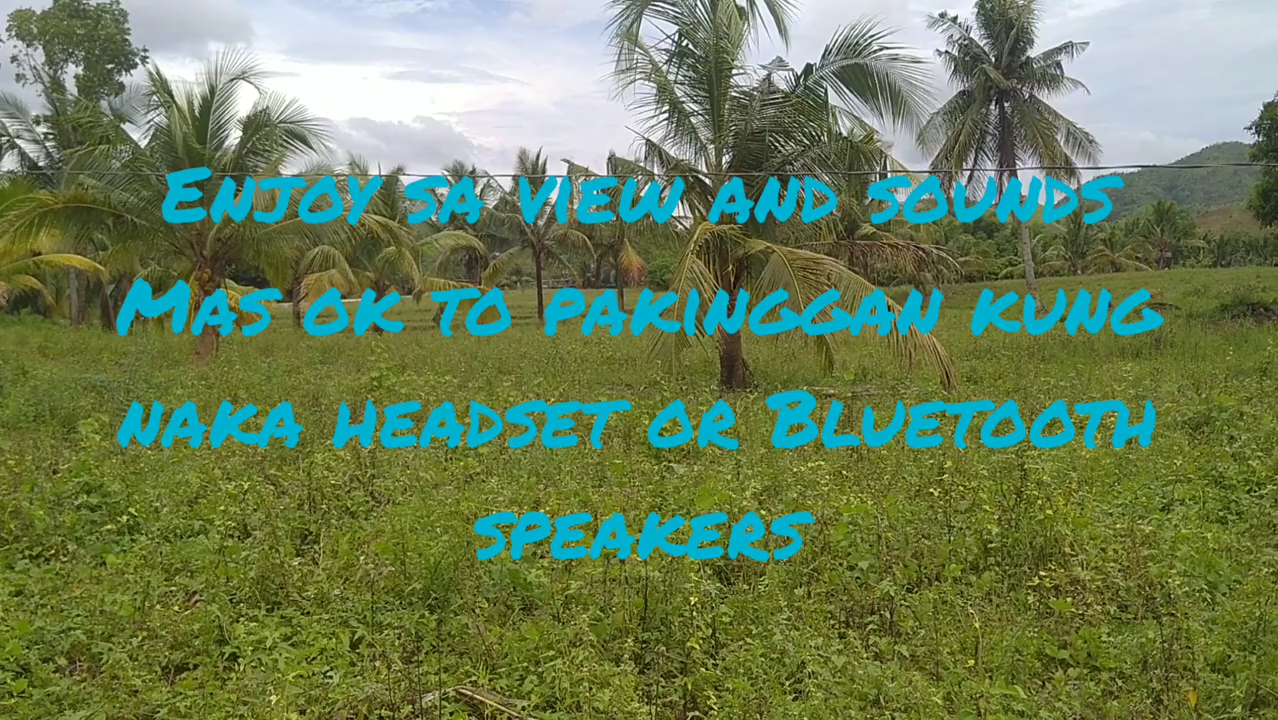 Enjoy sa view and sounds
Mas ok to pakinggan kung
naka headset or Bluetooth
speakers